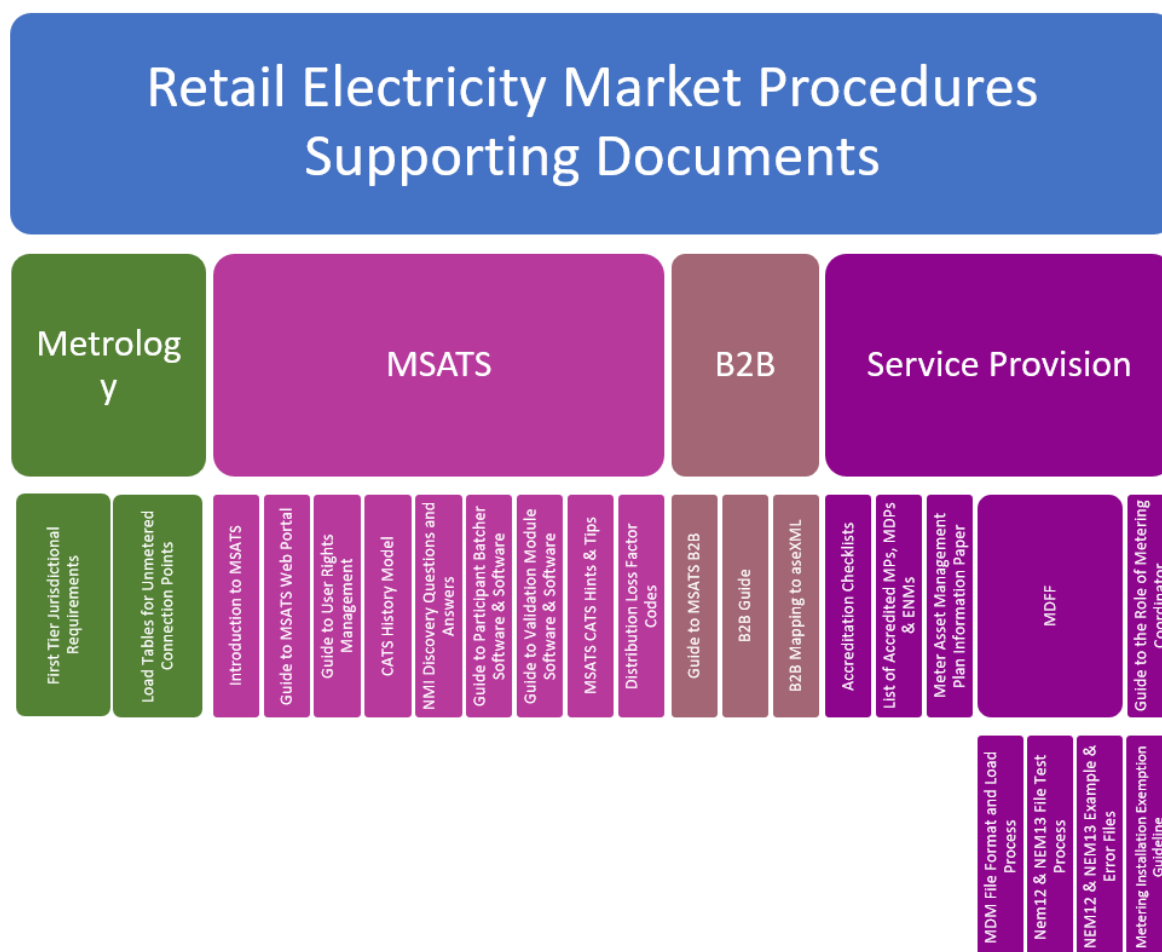 Retail Electricity Market Procedures
Supporting Documents
Metrolog
y
MSATS
B2B
Service Provision
First Tier Jurisdictional
Requirements
Load Tables for Unmetered
Connection Points
Introduction to MSATS
Guide to MSATS Web Portal
Guide to User Rights
Management
CATS History Model
NMI Discovery Questions and
Answers
Guide to Participant Batcher
Software & Software
Guide to Validation Module
Software & Software
MSATS CATS Hints & Tips
Distribution Loss Factor
Codes
Guide to MSATS B2B
B2B Guide
B2B Mapping to aseXML
Accreditation Checklists
List of Accredited MPs, MDPs
& ENMs
Meter Asset Management
Plan Information Paper
MDFF
Guide to the Role of Metering
Coordinator
MDM File Format and Load
Process
Nem12 & NEM13 File Test
Process
NEM12 & NEM13 Example &
Error Files
Metering Installation Exemption
Guideline